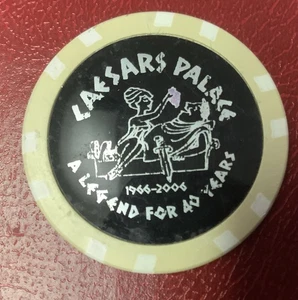 CAESARS PALACE
1966-2006
A LEGEND FOR 40 YEARS